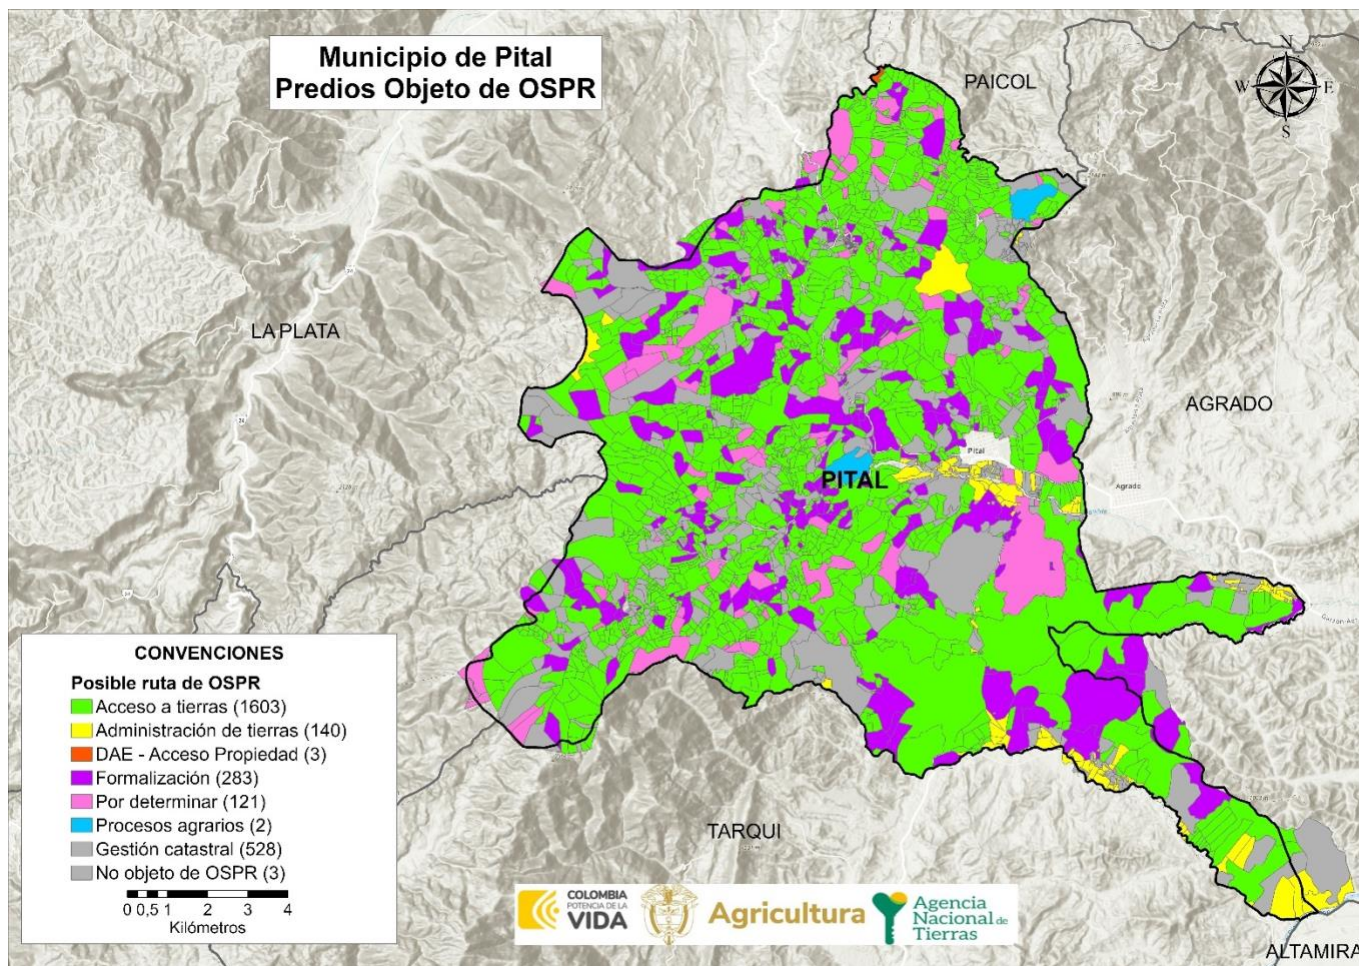 Municipio de Pital
Predios Objeto de OSPR
PAICOL
N
W
E
S
LA PLATA
AGRADO
Pital
PITAL
Agrado
CONVENCIONES
Posible ruta de OSPR
Acceso a tierras (1603)
Administración de tierras (140)
DAE - Acceso Propiedad (3)
Formalización (283)
Por determinar (121)
Procesos agrarios (2)
Gestión catastral (528)
No objeto de OSPR (3)
0 0,5 1 2 3 4
Kilómetros
TARQUI
COLOMBIA
POTENCIA DE LA
VIDA
Agricultura
Agencia
Nacional de
Tierras
ALTAMIRA